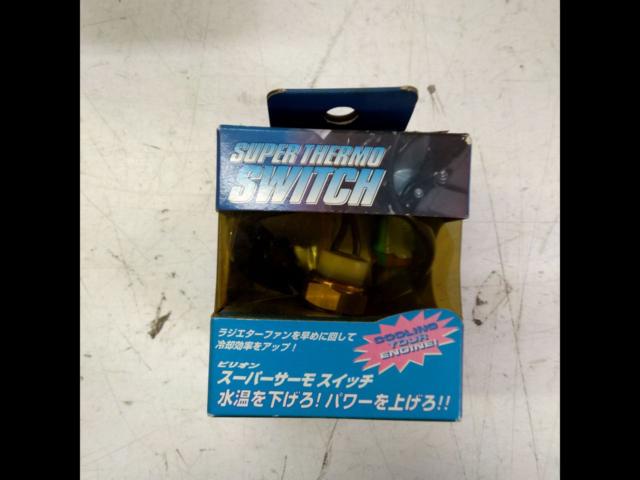 SUPER THERMO
SWITCH
ラジエターファンを早めに回して
冷却効率をアップ！
COOLING
YOUR
ENGINE!
ビリオン
スーパーサーモ スイッチ
水温を下げろ！パワーを上げろ!!